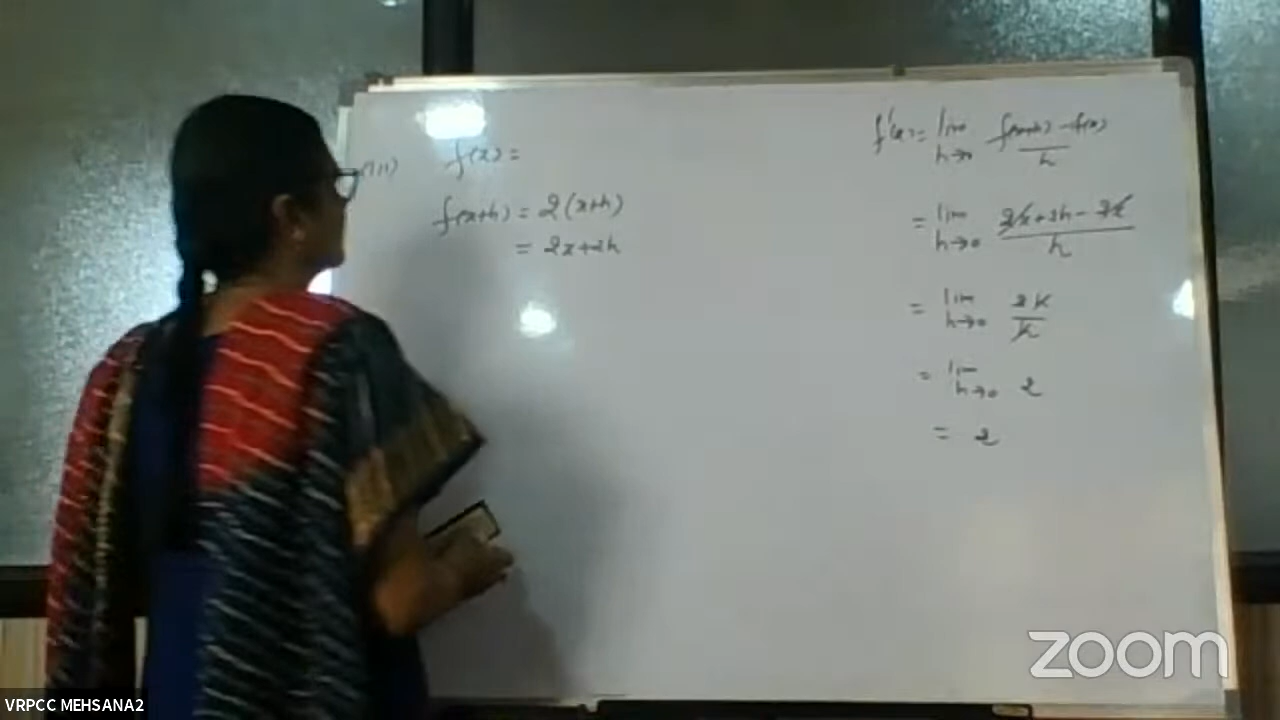 (11)
f(x) =
f(x+h) = 2(x+h)
= 2x+2h
f'(x) = lim h→0 f(x+h) - f(x) / h
= lim h→0 2x+2h-2x / h
= lim h→0 2h / h
= lim h→0 2
= 2
zoom
VRPCC MEHSANA2